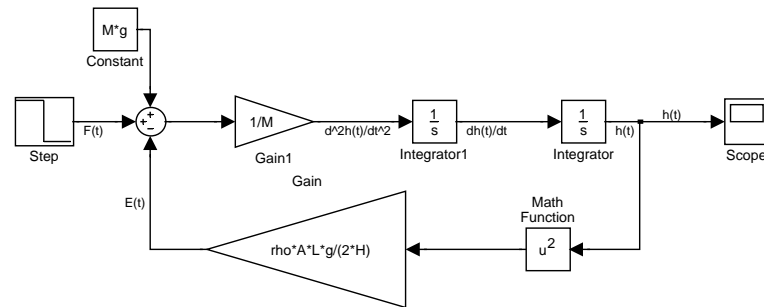 M*g
Constant
+
+
−
F(t)
Step
1/M
Gain1
d^2h(t)/dt^2
1
s
Integrator1
dh(t)/dt
1
s
Integrator
h(t)
h(t)
Scope
Gain
E(t)
rho*A*L*g/(2*H)
Math
Function
u²